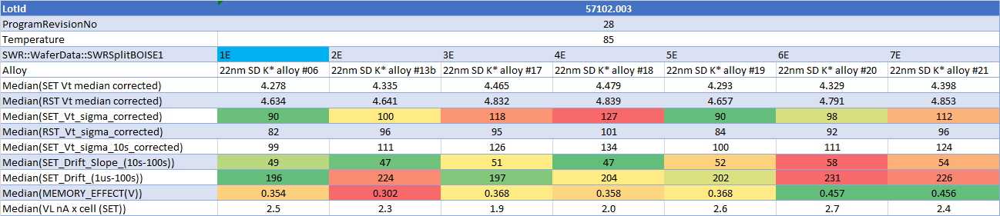 LotId 57102.003
ProgramRevisionNo 28
Temperature 85
SWR::WaferData::SWRSplitBOISE1 1E 2E 3E 4E 5E 6E 7E
Alloy 22nm SD K* alloy #06 22nm SD K* alloy #13b 22nm SD K* alloy #17 22nm SD K* alloy #18 22nm SD K* alloy #19 22nm SD K* alloy #20 22nm SD K* alloy #21
Median(SET Vt median corrected) 4.278 4.335 4.465 4.479 4.293 4.329 4.398
Median(RST Vt median corrected) 4.634 4.641 4.832 4.839 4.657 4.791 4.853
Median(SET_Vt_sigma_corrected) 90 100 118 127 90 98 112
Median(RST_Vt_sigma_corrected) 82 96 95 101 84 92 96
Median(SET_Vt_sigma_10s_corrected) 99 111 126 134 100 111 124
Median(SET_Drift_Slope_(10s-100s)) 49 47 51 47 52 58 54
Median(SET_Drift_(1us-100s)) 196 224 197 204 202 231 226
Median(MEMORY_EFFECT(V)) 0.354 0.302 0.368 0.358 0.368 0.457 0.456
Median(VL nA x cell (SET)) 2.5 2.3 1.9 2.0 2.6 2.7 2.4